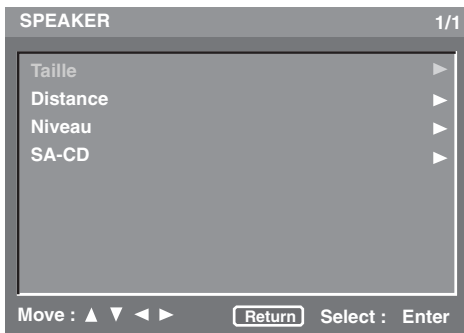 SPEAKER 1/1
Taille
Distance
Niveau
SA-CD
Move : ▲ ▼ ◄ ► Return Select : Enter